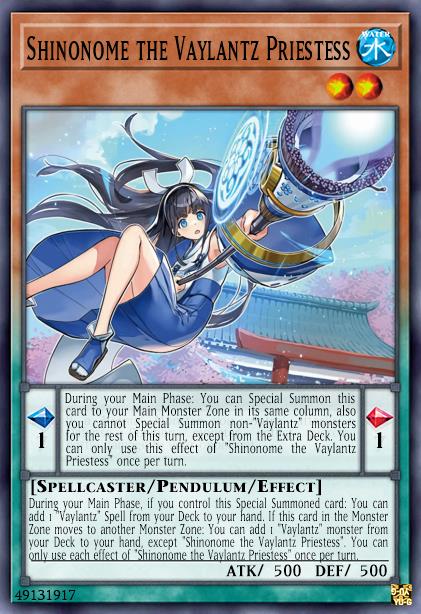 SHINONOME THE VAYLANTZ PRIESTESS
WATER
水
During your Main Phase: You can Special Summon this
card to your Main Monster Zone in its same column, also
you cannot Special Summon non-"Vaylantz" monsters
for the rest of this turn, except from the Extra Deck. You
can only use this effect of "Shinonome the Vaylantz
Priestess" once per turn.
1
1
[SPELLCASTER/PENDULUM/EFFECT]
During your Main Phase, if you control this Special Summoned card: You can
add 1 "Vaylantz" Spell from your Deck to your hand. If this card in the Monster
Zone moves to another Monster Zone: You can add 1 "Vaylantz" monster from
your Deck to your hand, except "Shinonome the Vaylantz Priestess". You can
only use each effect of "Shinonome the Vaylantz Priestess" once per turn.
ATK/ 500 DEF/ 500
49131917